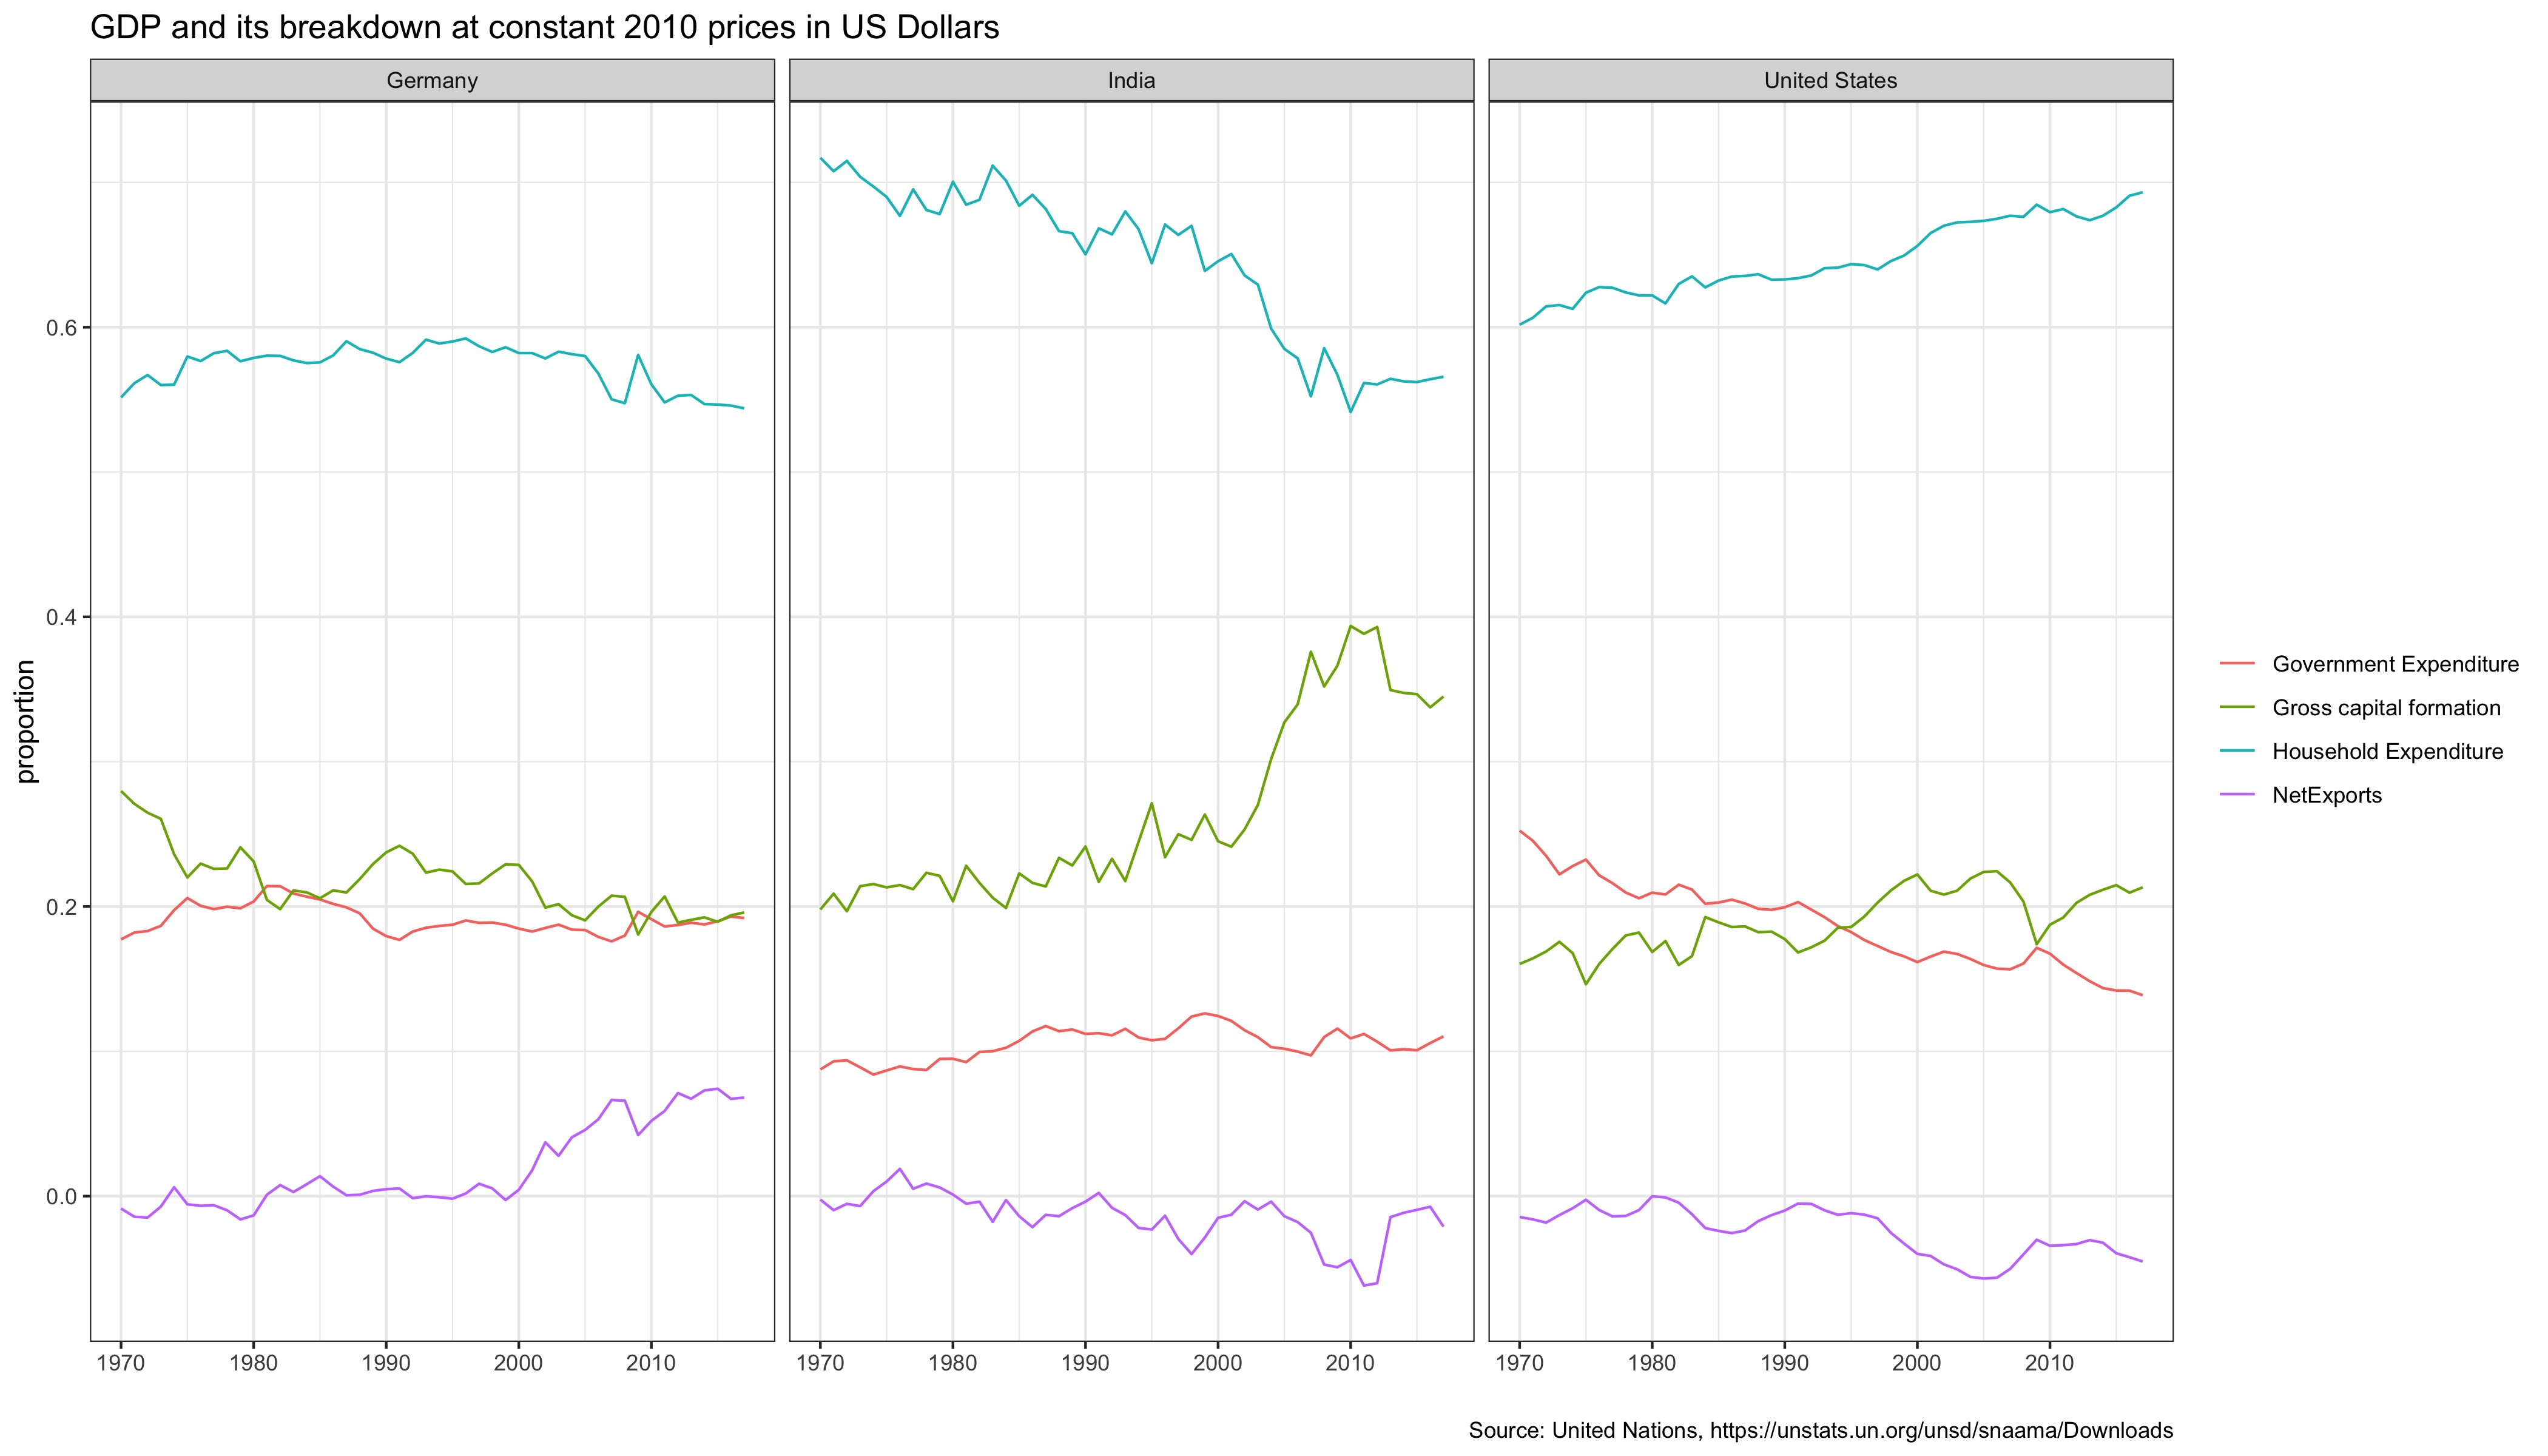 GDP and its breakdown at constant 2010 prices in US Dollars
Germany
India
United States
proportion
0.6
0.4
0.2
0.0
Government Expenditure
Gross capital formation
Household Expenditure
NetExports
1970 1980 1990 2000 2010
1970 1980 1990 2000 2010
1970 1980 1990 2000 2010
Source: United Nations, https://unstats.un.org/unsd/snaama/Downloads